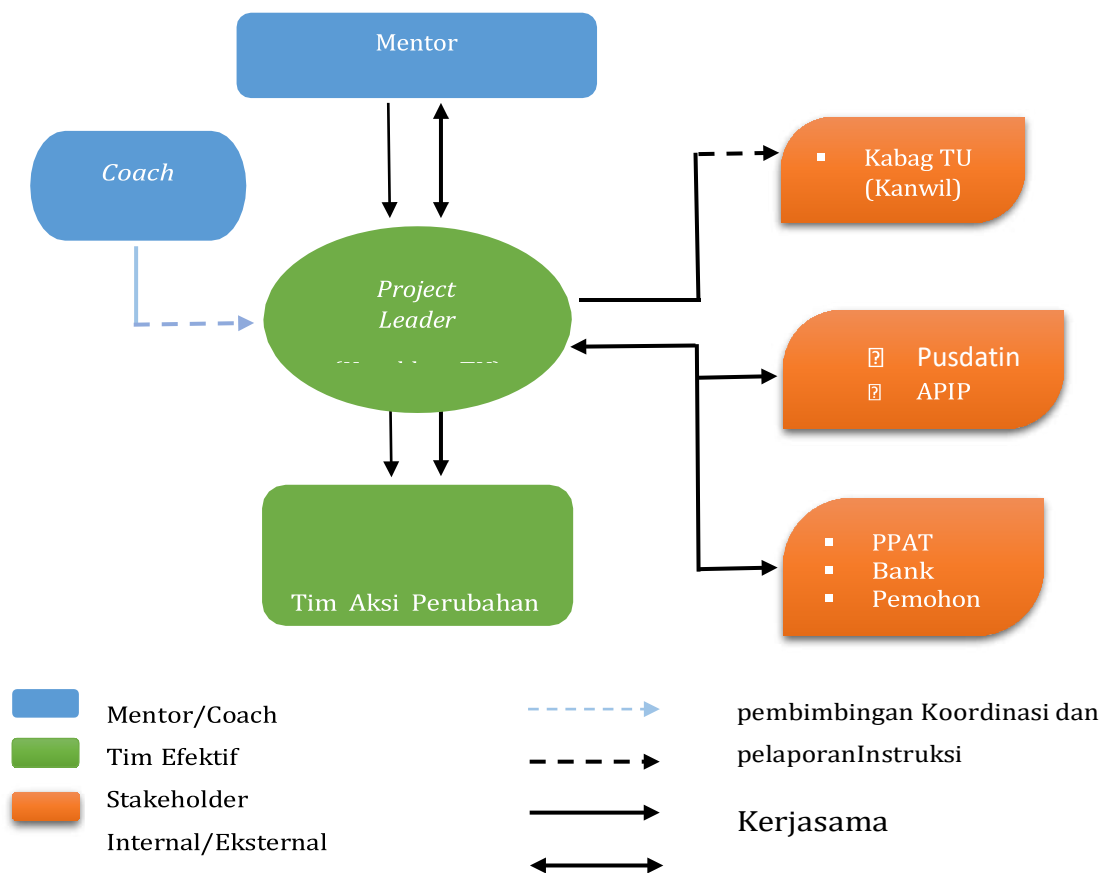 Mentor
Coach
▪ Kabag TU
(Kanwil)
Project
Leader
Pusdatin
APIP
▪ PPAT
▪ Bank
▪ Pemohon
Tim Aksi Perubahan
Mentor/Coach
Tim Efektif
Stakeholder
Internal/Eksternal
pembimbingan Koordinasi dan
pelaporanInstruksi
Kerjasama